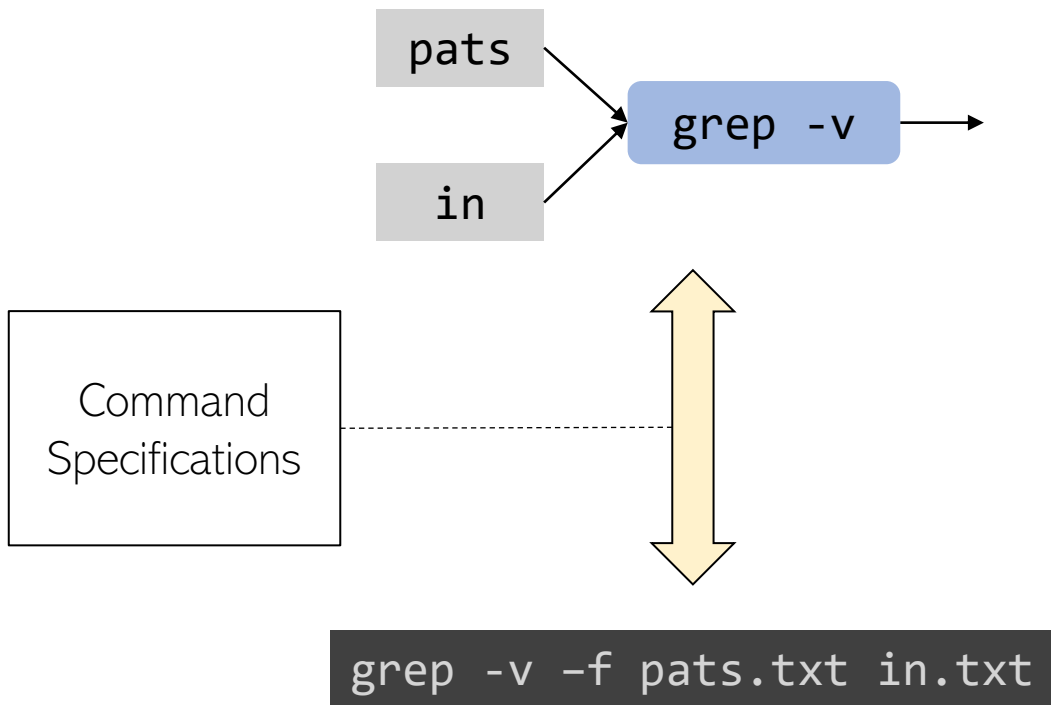 pats
grep -v
in
Command
Specifications
grep -v –f pats.txt in.txt